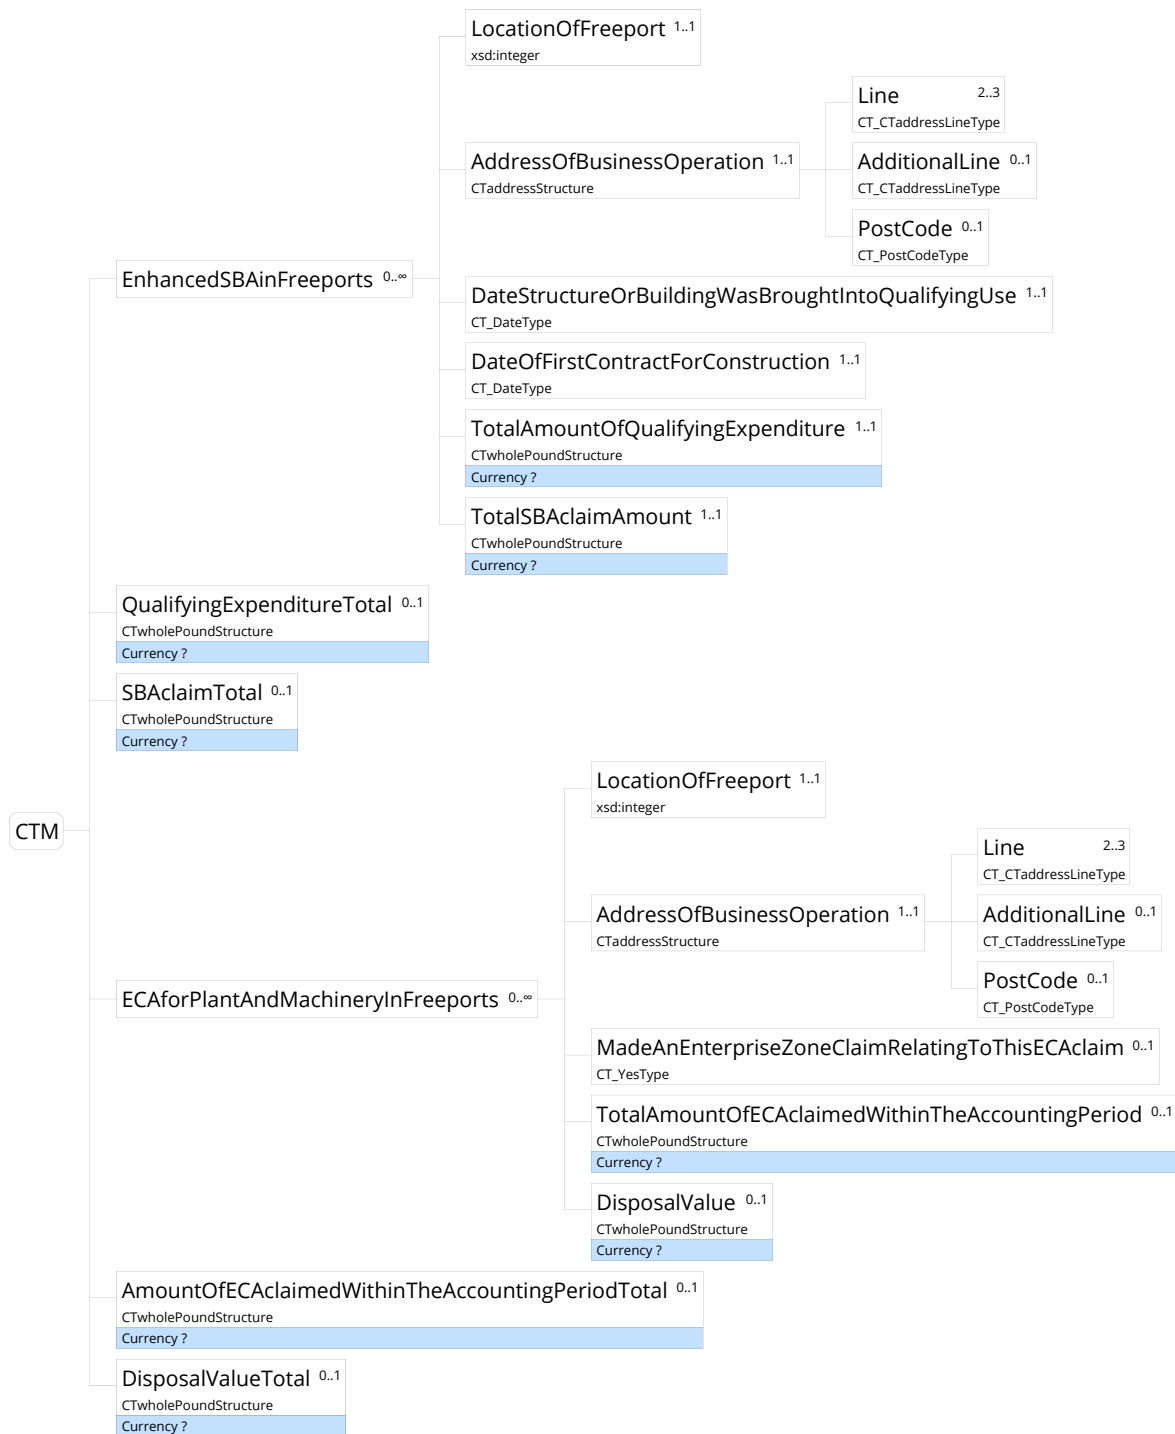 LocationOfFreeport 1..1
xsd:integer
Line 2..3
CT_CTaddressLineType
AddressOfBusinessOperation 1..1
CTaddressStructure
AdditionalLine 0..1
CT_CTaddressLineType
PostCode 0..1
CT_PostCodeType
EnhancedSBAinFreeports 0..∞
DateStructureOrBuildingWasBroughtIntoQualifyingUse 1..1
CT_DateType
DateOfFirstContractForConstruction 1..1
CT_DateType
TotalAmountOfQualifyingExpenditure 1..1
CTwholePoundStructure
Currency ?
TotalSBAclaimAmount 1..1
CTwholePoundStructure
Currency ?
QualifyingExpenditureTotal 0..1
CTwholePoundStructure
Currency ?
SBAclaimTotal 0..1
CTwholePoundStructure
Currency ?
CTM
LocationOfFreeport 1..1
xsd:integer
Line 2..3
CT_CTaddressLineType
AddressOfBusinessOperation 1..1
CTaddressStructure
AdditionalLine 0..1
CT_CTaddressLineType
PostCode 0..1
CT_PostCodeType
ECAforPlantAndMachineryInFreeports 0..∞
MadeAnEnterpriseZoneClaimRelatingToThisECAclaim 0..1
CT_YesType
TotalAmountOfECAclaimedWithinTheAccountingPeriod 0..1
CTwholePoundStructure
Currency ?
DisposalValue 0..1
CTwholePoundStructure
Currency ?
AmountOfECAclaimedWithinTheAccountingPeriodTotal 0..1
CTwholePoundStructure
Currency ?
DisposalValueTotal 0..1
CTwholePoundStructure
Currency ?